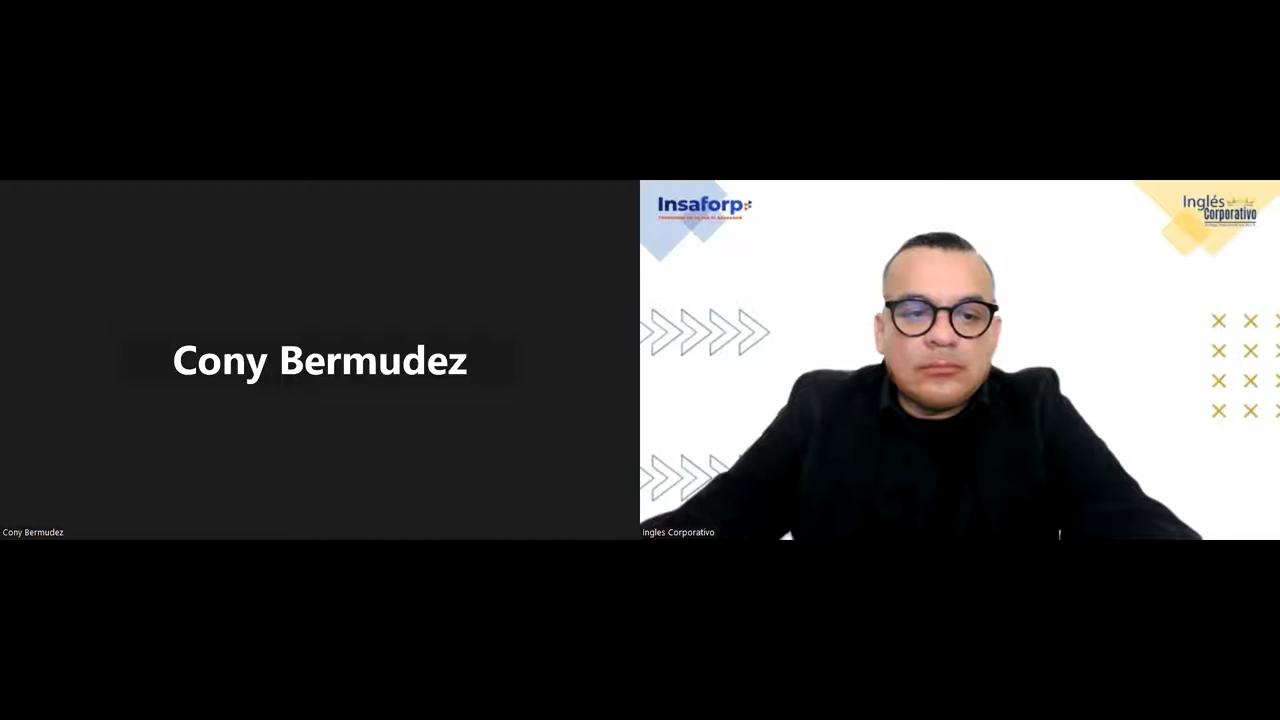 Cony Bermudez
Cony Bermudez
Insaforp
Inglés
Corporativo
Ingles Corporativo